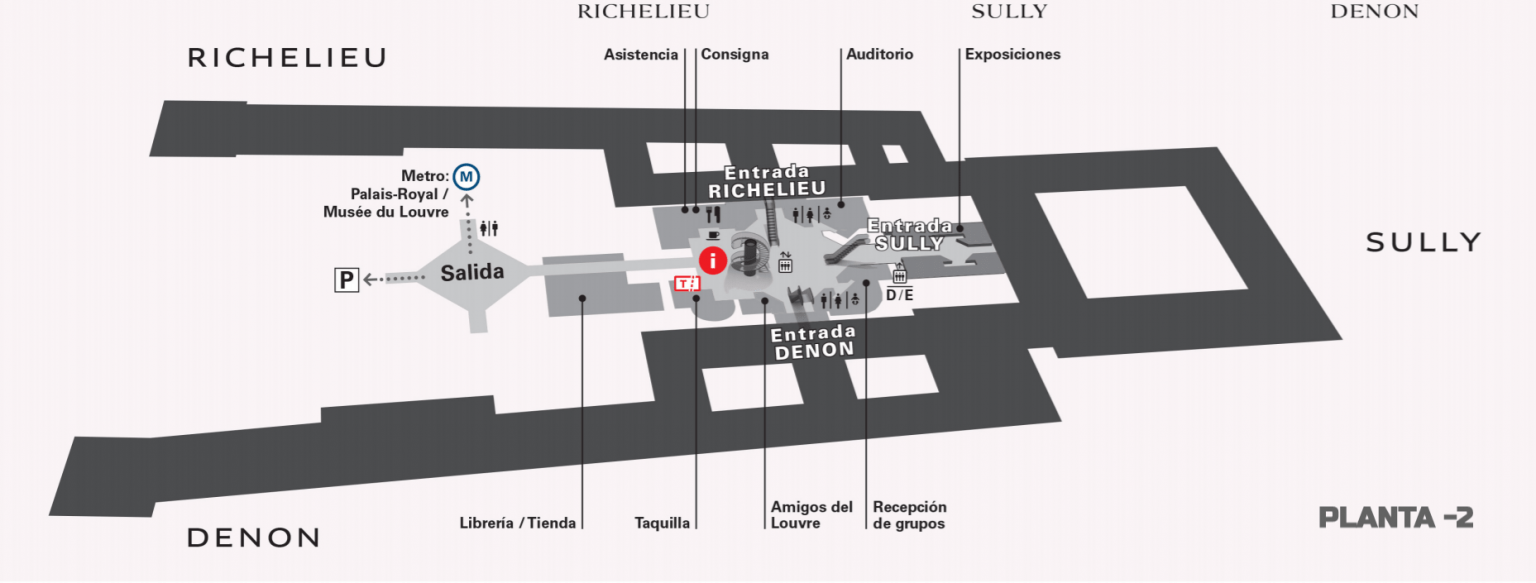 RICHELIEU SULLY DENON
RICHELIEU
Asistencia Consigna Auditorio Exposiciones
Metro: M
Palais-Royal /
Musée du Louvre
Entrada
RICHELIEU
Entrada
SULLY
SULLY
P
Salida
i
T
D/E
Entrada
DENON
Librería / Tienda
Taquilla
Amigos del
Louvre
Recepción
de grupos
PLANTA -2
DENON